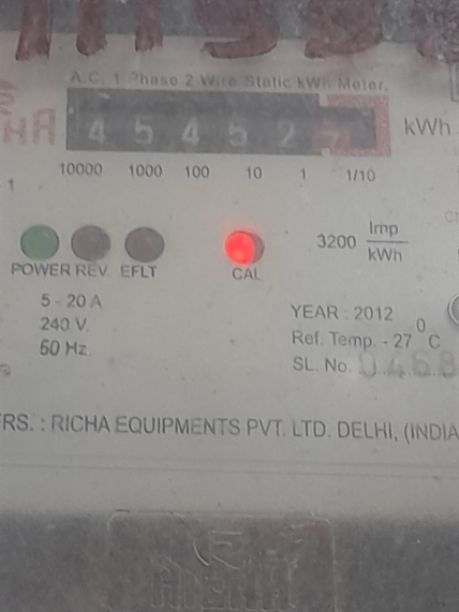 A.C. 1 Phase 2 Wire Static kWh Meter.
4 5 4 5 2 kWh
10000 1000 100 10 1 1/10
3200 Imp/kWh
POWER REV. EFLT CAL
5 - 20 A
240 V.
50 Hz.
YEAR : 2012
Ref. Temp. - 27 °C
SL. No. 0468
RS. : RICHA EQUIPMENTS PVT. LTD. DELHI, (INDIA